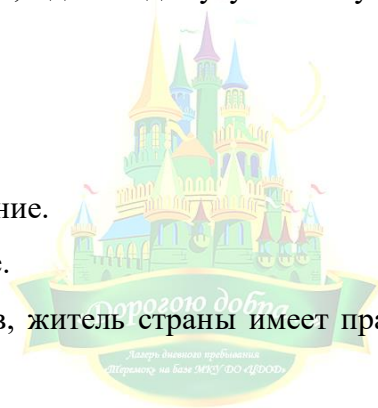 ние.
.
в, житель страны имеет пра
Дорогою добра
Лагерь дневного пребывания
«Теремок» на базе МКУ ДО «ЦДОД»